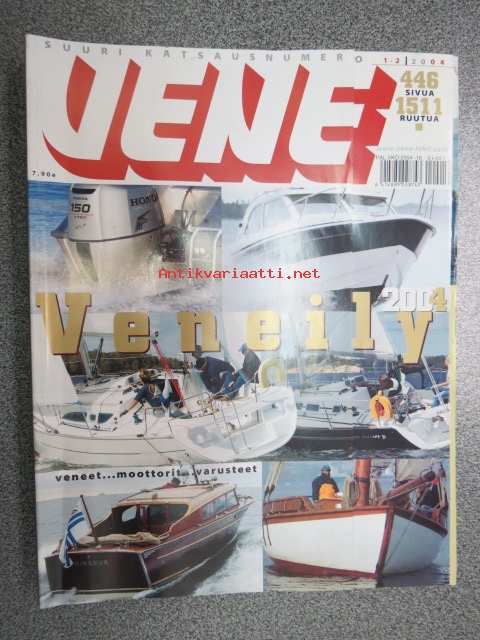 SUURI KATSAUSNUMERO
1-2 | 2004
VENE
446
SIVUA
1511
RUUTUA
7.90e
150
HONDA
Antikvariaatti.net
Veneily
2004
veneet...moottorit...varusteet